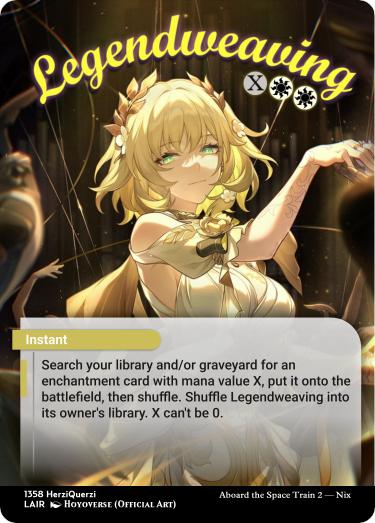 Legendweaving
X
Instant
Search your library and/or graveyard for an
enchantment card with mana value X, put it onto the
battlefield, then shuffle. Shuffle Legendweaving into
its owner's library. X can't be 0.
1358 HerziQuerzi
LAIR Hoyoverse (Official Art)
Aboard the Space Train 2 — Nix